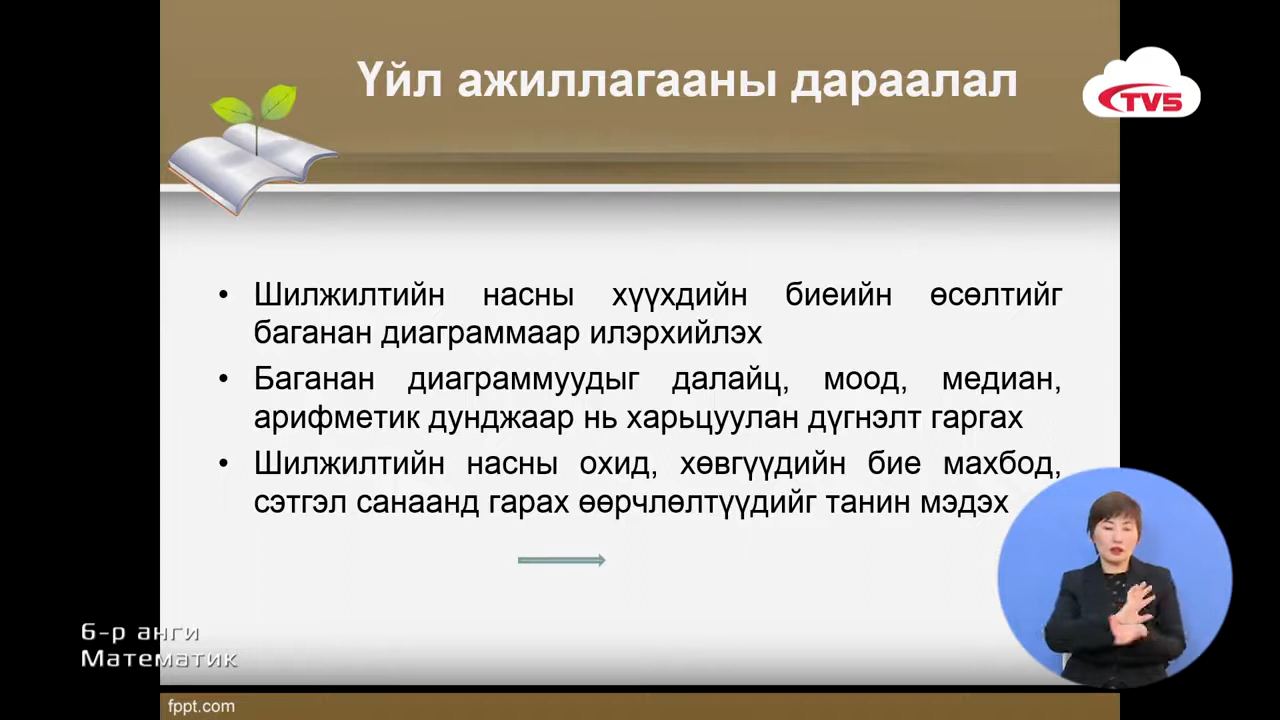 Үйл ажиллагааны дараалал
TV5
• Шилжилтийн насны хүүхдийн биеийн өсөлтийг
баганан диаграммаар илэрхийлэх
• Баганан диаграммуудыг далайц, моод, медиан,
арифметик дунджаар нь харьцуулан дүгнэлт гаргах
• Шилжилтийн насны охид, хөвгүүдийн бие махбод,
сэтгэл санаанд гарах өөрчлөлтүүдийг танин мэдэх
6-р анги
Математик
fppt.com